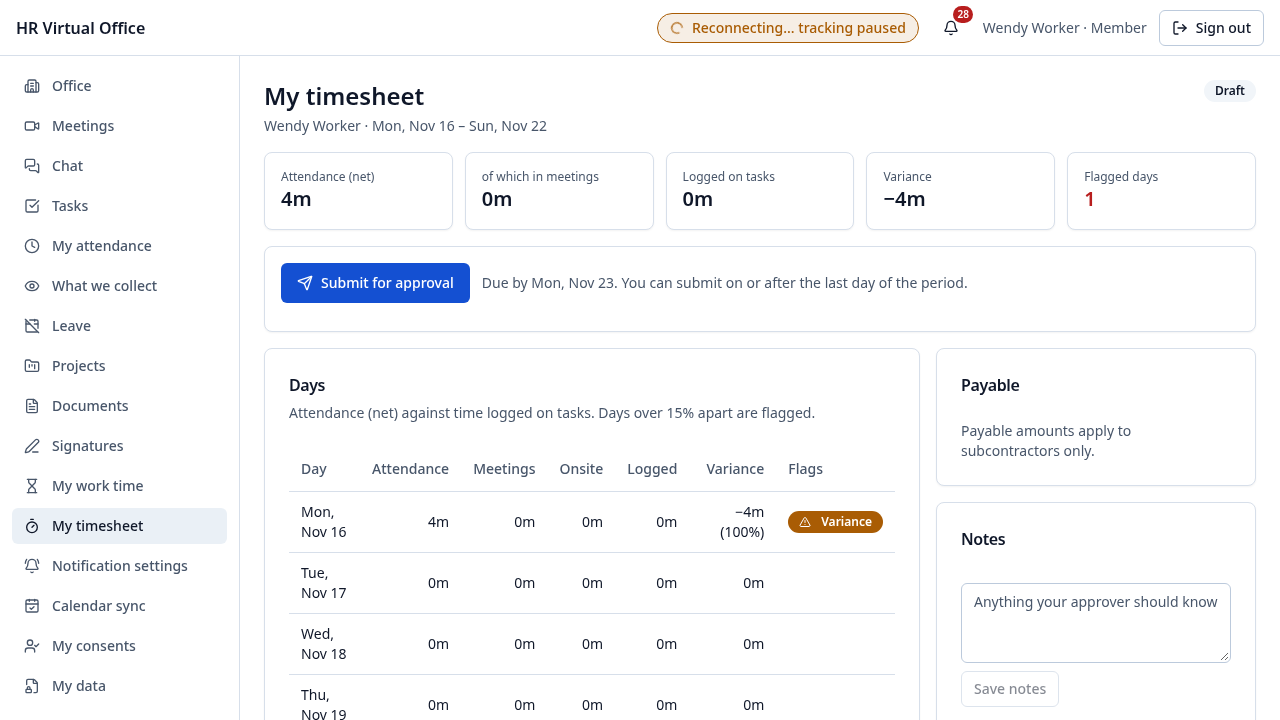 HR Virtual Office
Reconnecting... tracking paused
28
Wendy Worker · Member
Sign out
Office
Meetings
Chat
Tasks
My attendance
What we collect
Leave
Projects
Documents
Signatures
My work time
My timesheet
Notification settings
Calendar sync
My consents
My data
My timesheet
Draft
Wendy Worker · Mon, Nov 16 – Sun, Nov 22
Attendance (net)
4m
of which in meetings
0m
Logged on tasks
0m
Variance
−4m
Flagged days
1
Submit for approval
Due by Mon, Nov 23. You can submit on or after the last day of the period.
Days
Attendance (net) against time logged on tasks. Days over 15% apart are flagged.
Day Attendance Meetings Onsite Logged Variance Flags
Mon, Nov 16 4m 0m 0m 0m −4m (100%) Variance
Tue, Nov 17 0m 0m 0m 0m 0m
Wed, Nov 18 0m 0m 0m 0m 0m
Thu, Nov 19 0m 0m 0m 0m 0m
Payable
Payable amounts apply to
subcontractors only.
Notes
Anything your approver should know
Save notes